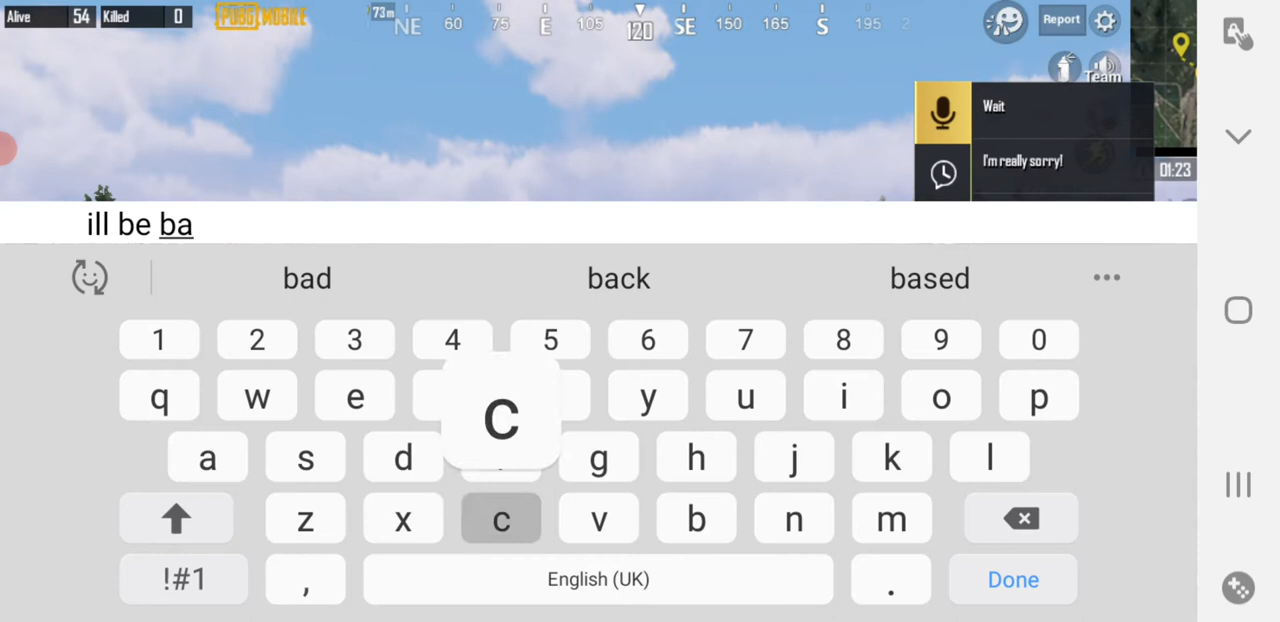 Alive 54 Killed 0 PUBG MOBILE
73m NE 60 75 E 105 120 SE 150 165 S 195 2
Report
Team
Wait
I'm really sorry!
01:23
ill be ba
bad back based
1 2 3 4 5 6 7 8 9 0
q w e y u i o p
c
a s d g h j k l
z x c v b n m
!#1 , English (UK) . Done